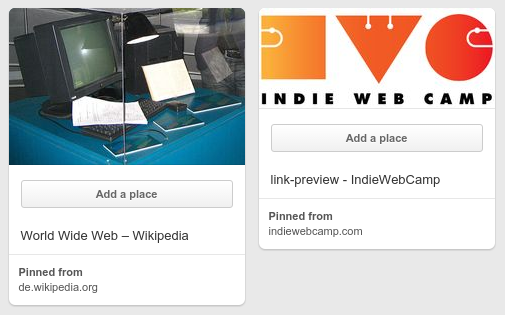 Add a place
World Wide Web – Wikipedia
Pinned from
de.wikipedia.org
INDIE WEB CAMP
Add a place
link-preview - IndieWebCamp
Pinned from
indiewebcamp.com